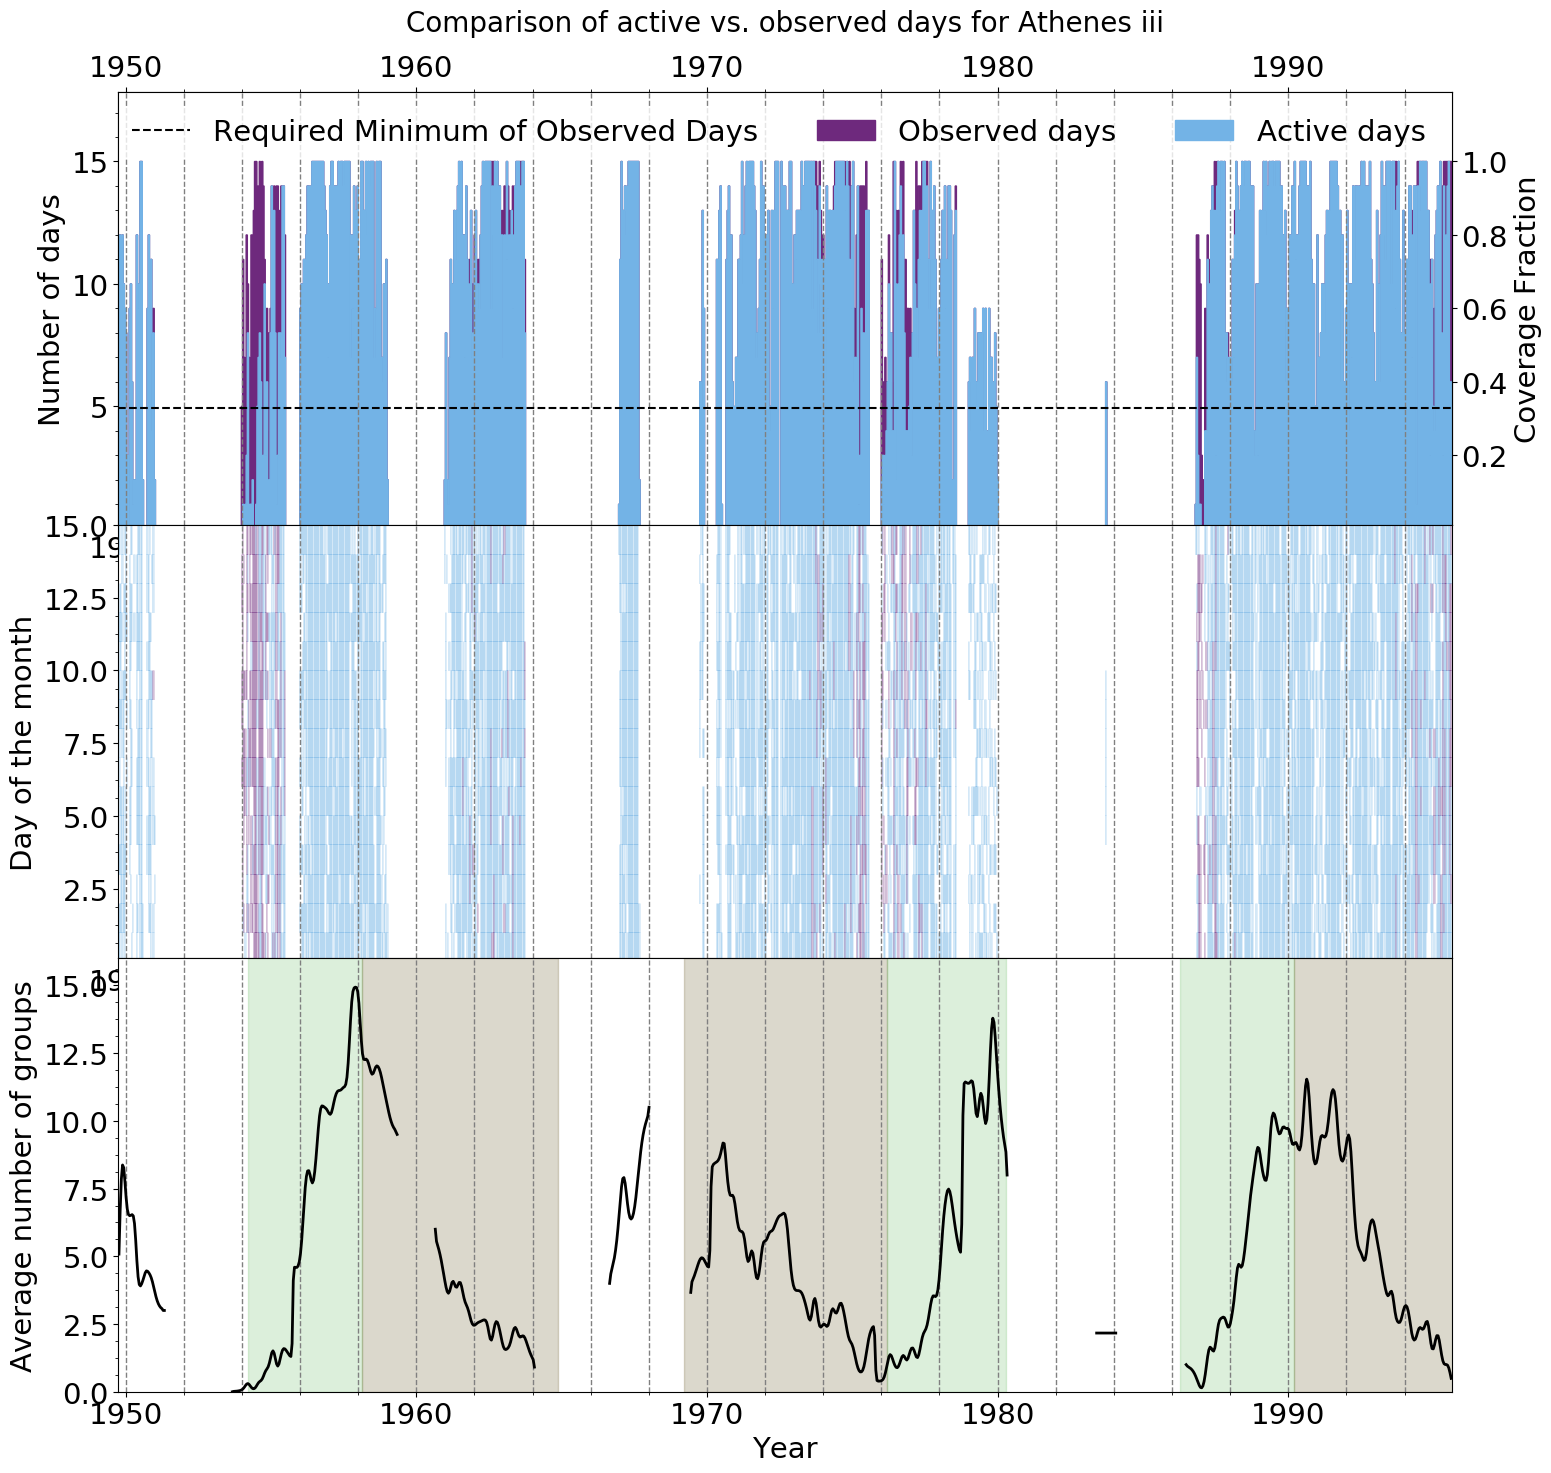 Comparison of active vs. observed days for Athenes iii
1950 1960 1970 1980 1990
Required Minimum of Observed Days Observed days Active days
Number of days
15
10
5
Coverage Fraction
1.0
0.8
0.6
0.4
0.2
Day of the month
15.0
12.5
10.0
7.5
5.0
2.5
Average number of groups
15.0
12.5
10.0
7.5
5.0
2.5
0.0
1950 1960 1970 1980 1990
Year